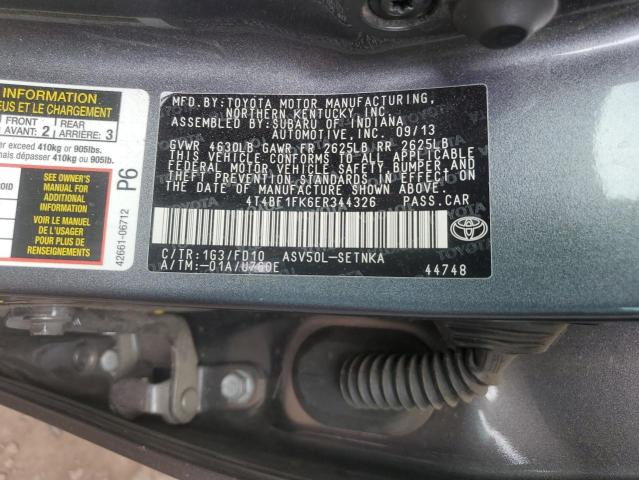 INFORMATION
EUS ET LE CHARGEMENT
FRONT
AVANT: 2
REAR
ARRIÈRE: 3
exceed 410kg or 905lbs.
mais dépasser 410kg ou 905lbs.
SEE OWNER'S
MANUAL FOR
ADDITIONAL
INFORMATION
VOIR LE MANUEL
DE L'USAGER
POUR PLUS DE
42661-06712
P6
MFD.BY:TOYOTA MOTOR MANUFACTURING,
NORTHERN KENTUCKY, INC.
ASSEMBLED BY:SUBARU OF INDIANA
AUTOMOTIVE,INC. 09/13
GVWR 4630LB GAWR FR 2625LB RR 2625LB
THIS VEHICLE CONFORMS TO ALL APPLICABLE
FEDERAL MOTOR VEHICLE SAFETY BUMPER,AND
THEFT PREVENTION STANDARDS IN EFFECT ON
THE DATE OF MANUFACTURE SHOWN ABOVE.
4T4BF1FK6ER344326 PASS.CAR
C/TR:1G3/FD10 ASV50L-SETNKA
A/TM:-01A/U760E 44748
TOYOTA